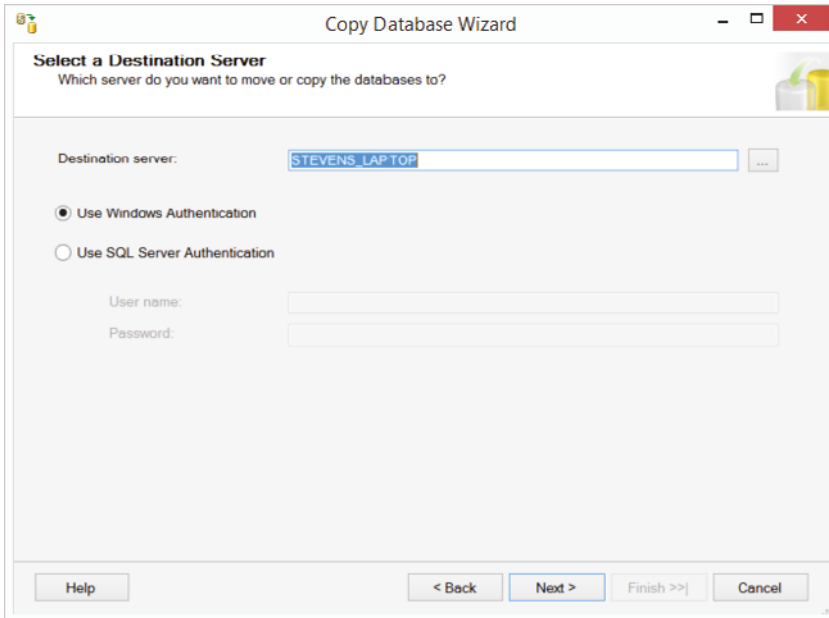 Copy Database Wizard
Select a Destination Server
Which server do you want to move or copy the databases to?
Destination server:
STEVENS_LAPTOP
...
Use Windows Authentication
Use SQL Server Authentication
User name:
Password:
Help
< Back
Next >
Finish >>|
Cancel